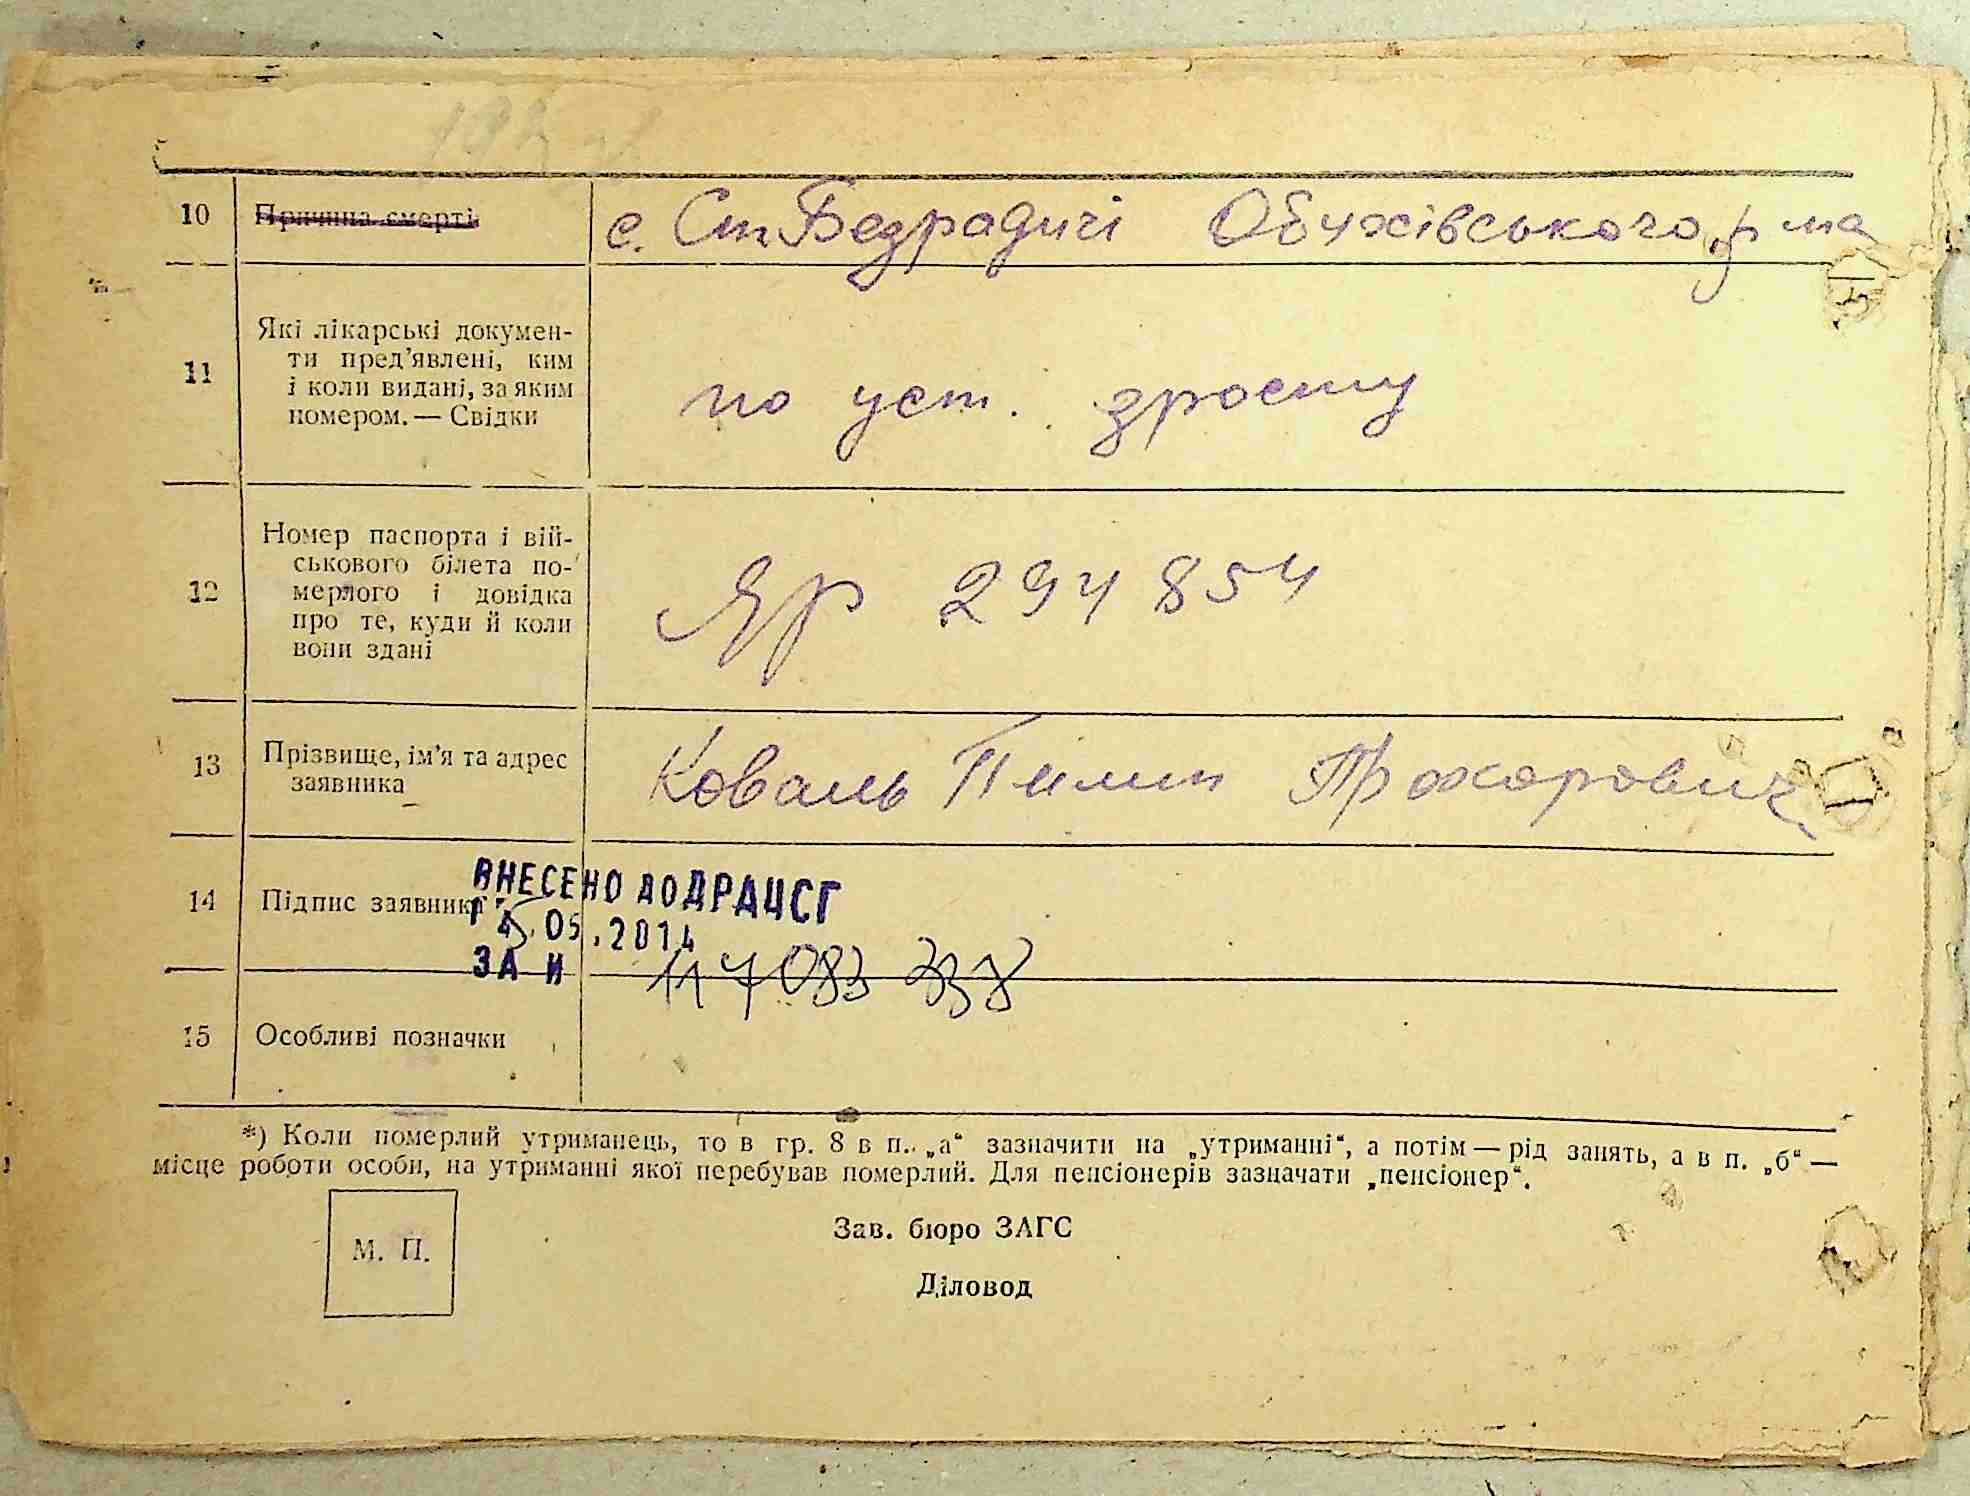 10 Причина смерті с. Ст. Безрадичі Обухівського р-на
11 Які лікарські докумен-
ти пред'явлені, ким
і коли видані, за яким
номером. — Свідки
по уст. зросту
12 Номер паспорта і вій-
ськового білета по-
мерлого і довідка
про те, куди й коли
вони здані
ЯР 294854
13 Прізвище, ім'я та адрес
заявника
Коваль Пимін Прохорович
14 Підпис заявника
ВНЕСЕНО ДО ДРАЦСГ
05.2014
ЗА №
15 Особливі позначки
*) Коли померлий утриманець, то в гр. 8 в п. „а“ зазначити на „утриманні“, а потім — рід занять, а в п. „б“ —
місце роботи особи, на утриманні якої перебував померлий. Для пенсіонерів зазначати „пенсіонер“.
М. П.
Зав. бюро ЗАГС
Діловод